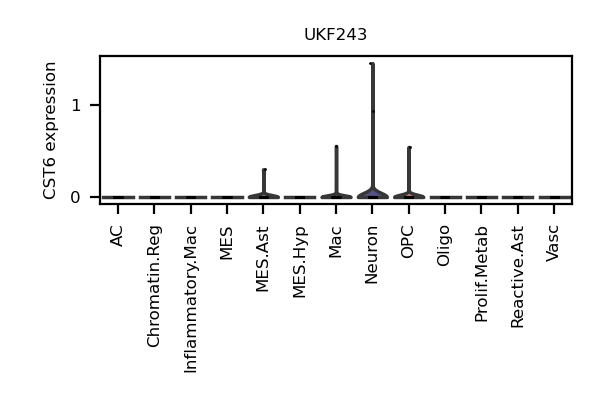 UKF243
CST6 expression
1
0
AC
Chromatin.Reg
Inflammatory.Mac
MES
MES.Ast
MES.Hyp
Mac
Neuron
OPC
Oligo
Prolif.Metab
Reactive.Ast
Vasc